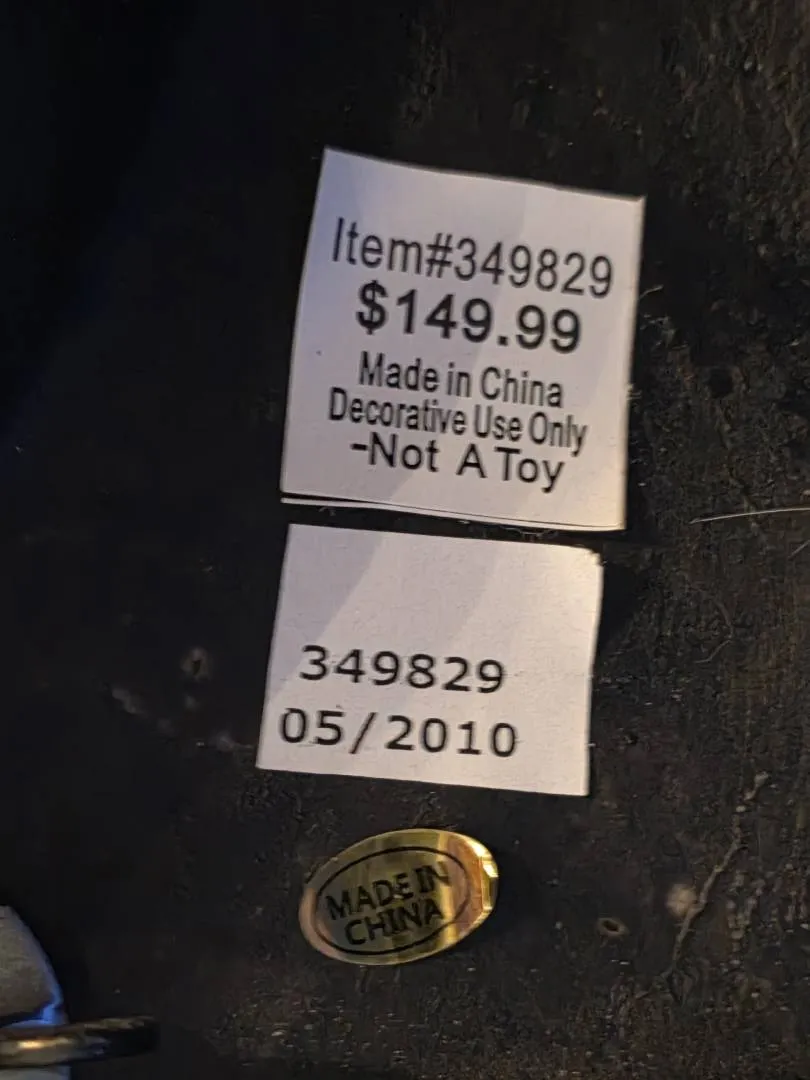 Item#349829
$149.99
Made in China
Decorative Use Only
-Not A Toy
349829
05/2010
MADE IN
CHINA